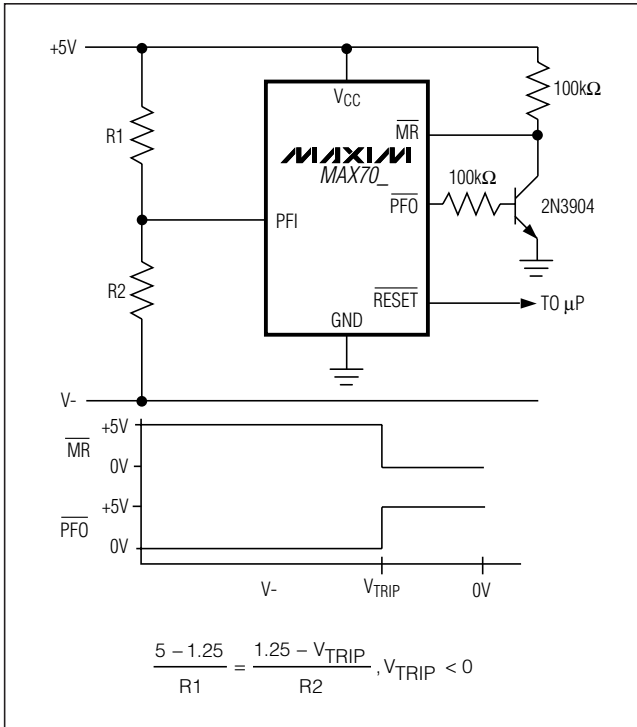 +5V
R1
R2
V-
VCC
MAXIM
MAX70_
MR
PFI
PFO
RESET
GND
100kΩ
100kΩ
2N3904
TO μP
+5V
MR
0V
+5V
PFO
0V
V-
VTRIP
0V
5 – 1.25 / R1 = 1.25 – VTRIP / R2 , VTRIP < 0